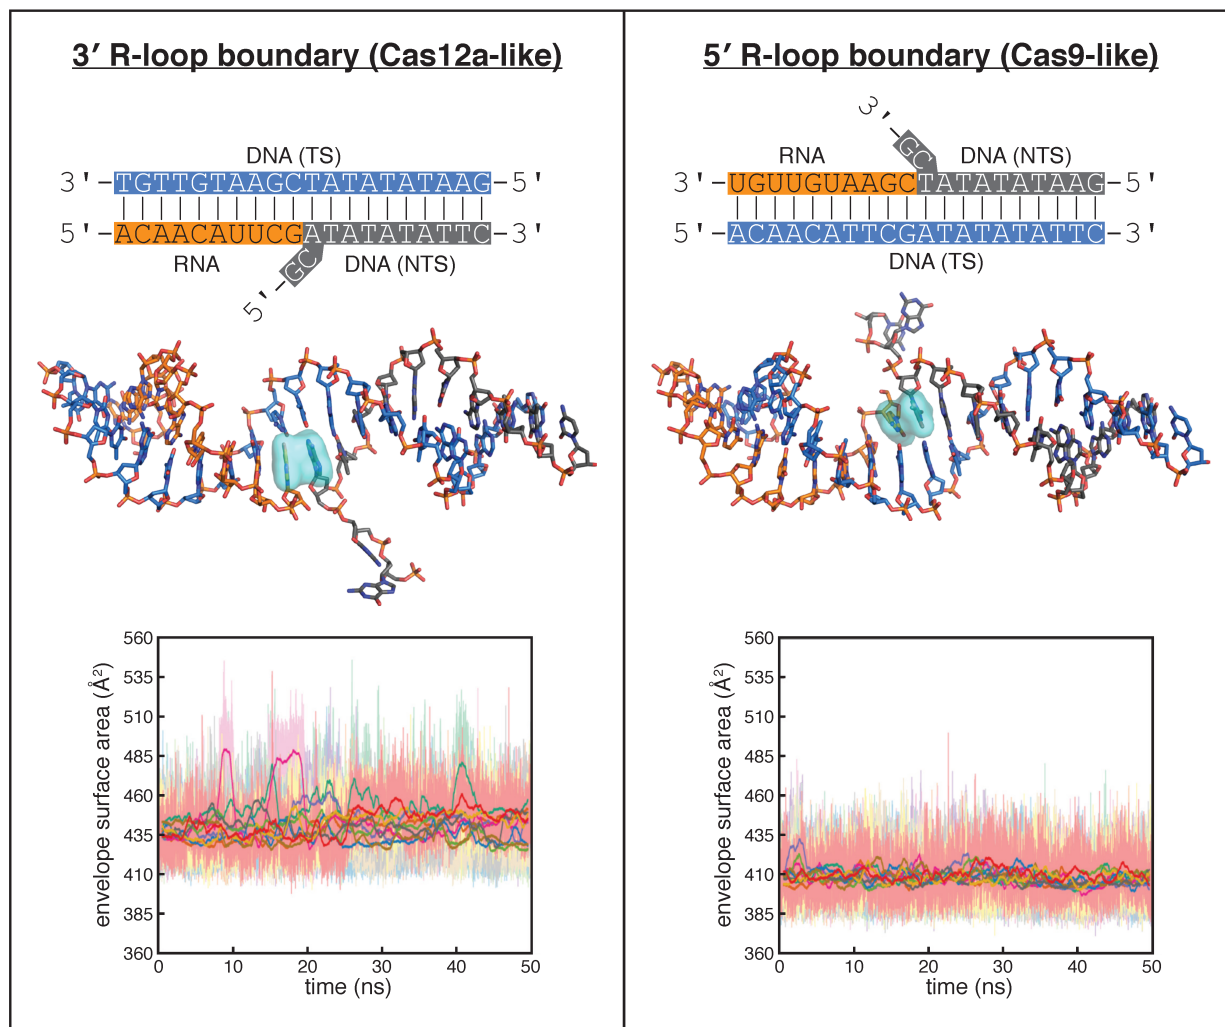 3′ R-loop boundary (Cas12a-like)
DNA (TS)
3'-TGTTGTAAGCTATATATAAG-5'
5'-ACAACAUUCGATATATATTC-3'
RNA
DNA (NTS)
5'-GC
560
535
510
485
460
435
410
385
360
envelope surface area (Å²)
0 10 20 30 40 50
time (ns)
5′ R-loop boundary (Cas9-like)
3'-GC
RNA
DNA (NTS)
3'-UGUUGUAAGCTATATATAAG-5'
5'-ACAACATTCGATATATATTC-3'
DNA (TS)
560
535
510
485
460
435
410
385
360
envelope surface area (Å²)
0 10 20 30 40 50
time (ns)